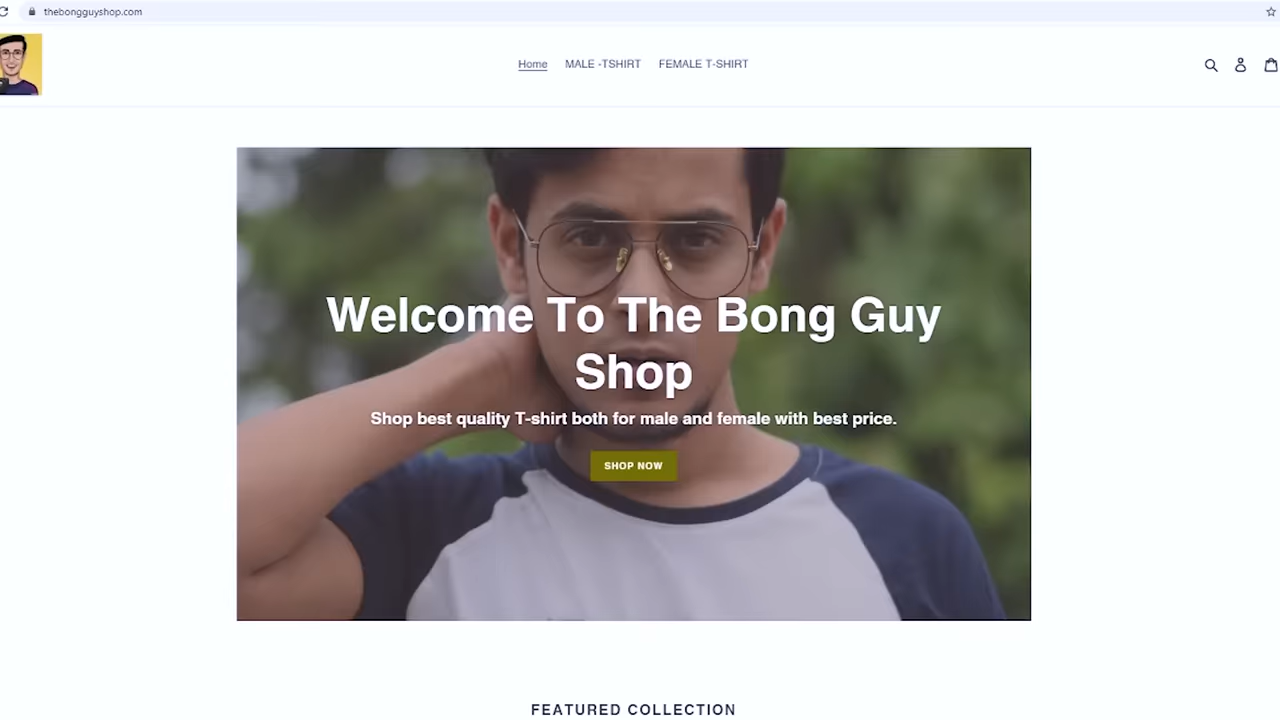 thebongguyshop.com
Home MALE -TSHIRT FEMALE T-SHIRT
Welcome To The Bong Guy
Shop
Shop best quality T-shirt both for male and female with best price.
SHOP NOW
FEATURED COLLECTION